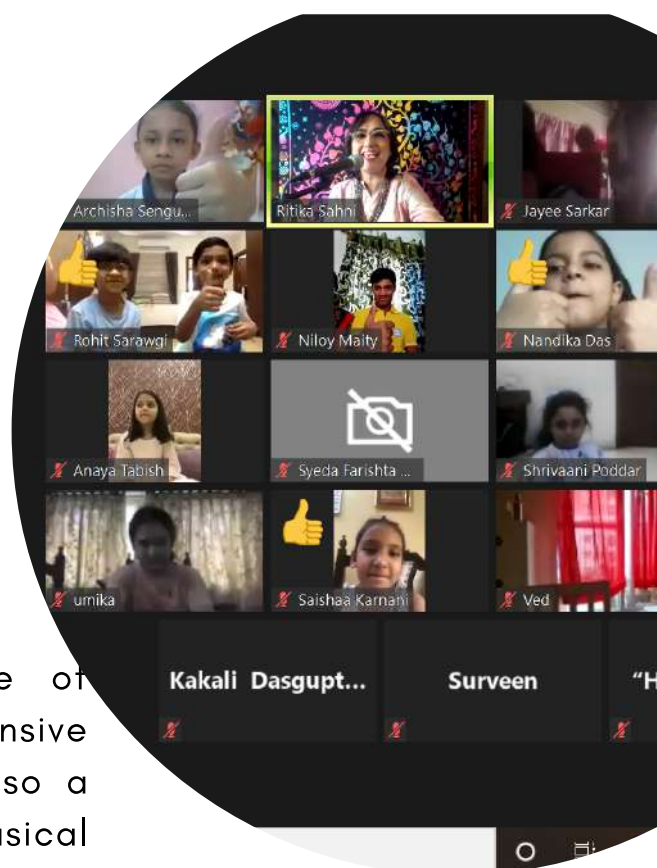 Archisha Sengu...
Ritika Sahni
Jayee Sarkar
Rohit Sarawgi
Niloy Maity
Nandika Das
Anaya Tabish
Syeda Farishta ...
Shrivaani Poddar
umika
Saishaa Karnani
Ved
Kakali Dasgupt...
Surveen
"H
e of
nsive
so a
usical